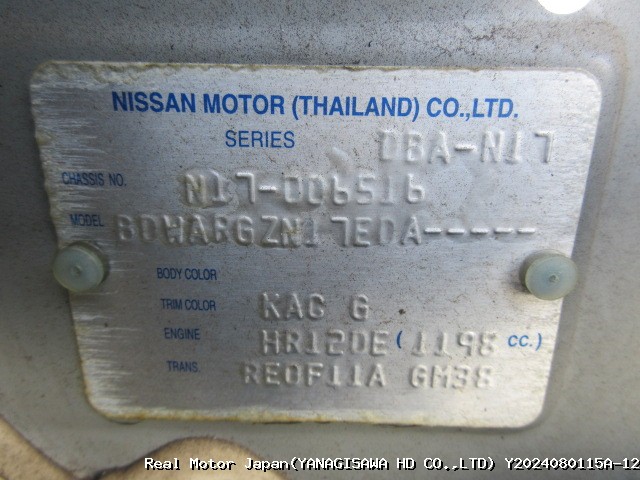 NISSAN MOTOR (THAILAND) CO.,LTD.
SERIES DBA-N17
CHASSIS NO. N17-006516
MODEL BDWARGZN17EDA-----
BODY COLOR
TRIM COLOR KAC G
ENGINE HR12DE (1198 cc.)
TRANS. RE0F11A GM38
Real Motor Japan(YANAGISAWA HD CO.,LTD) Y2024080115A-12